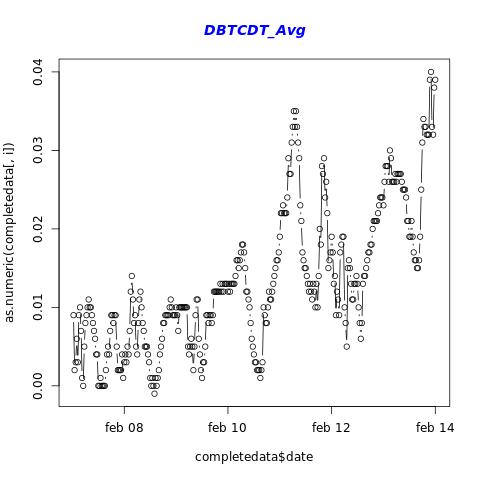 DBTCDT_Avg
as.numeric(completedata[, i])
0.04
0.03
0.02
0.01
0.00
feb 08 feb 10 feb 12 feb 14
completedata$date